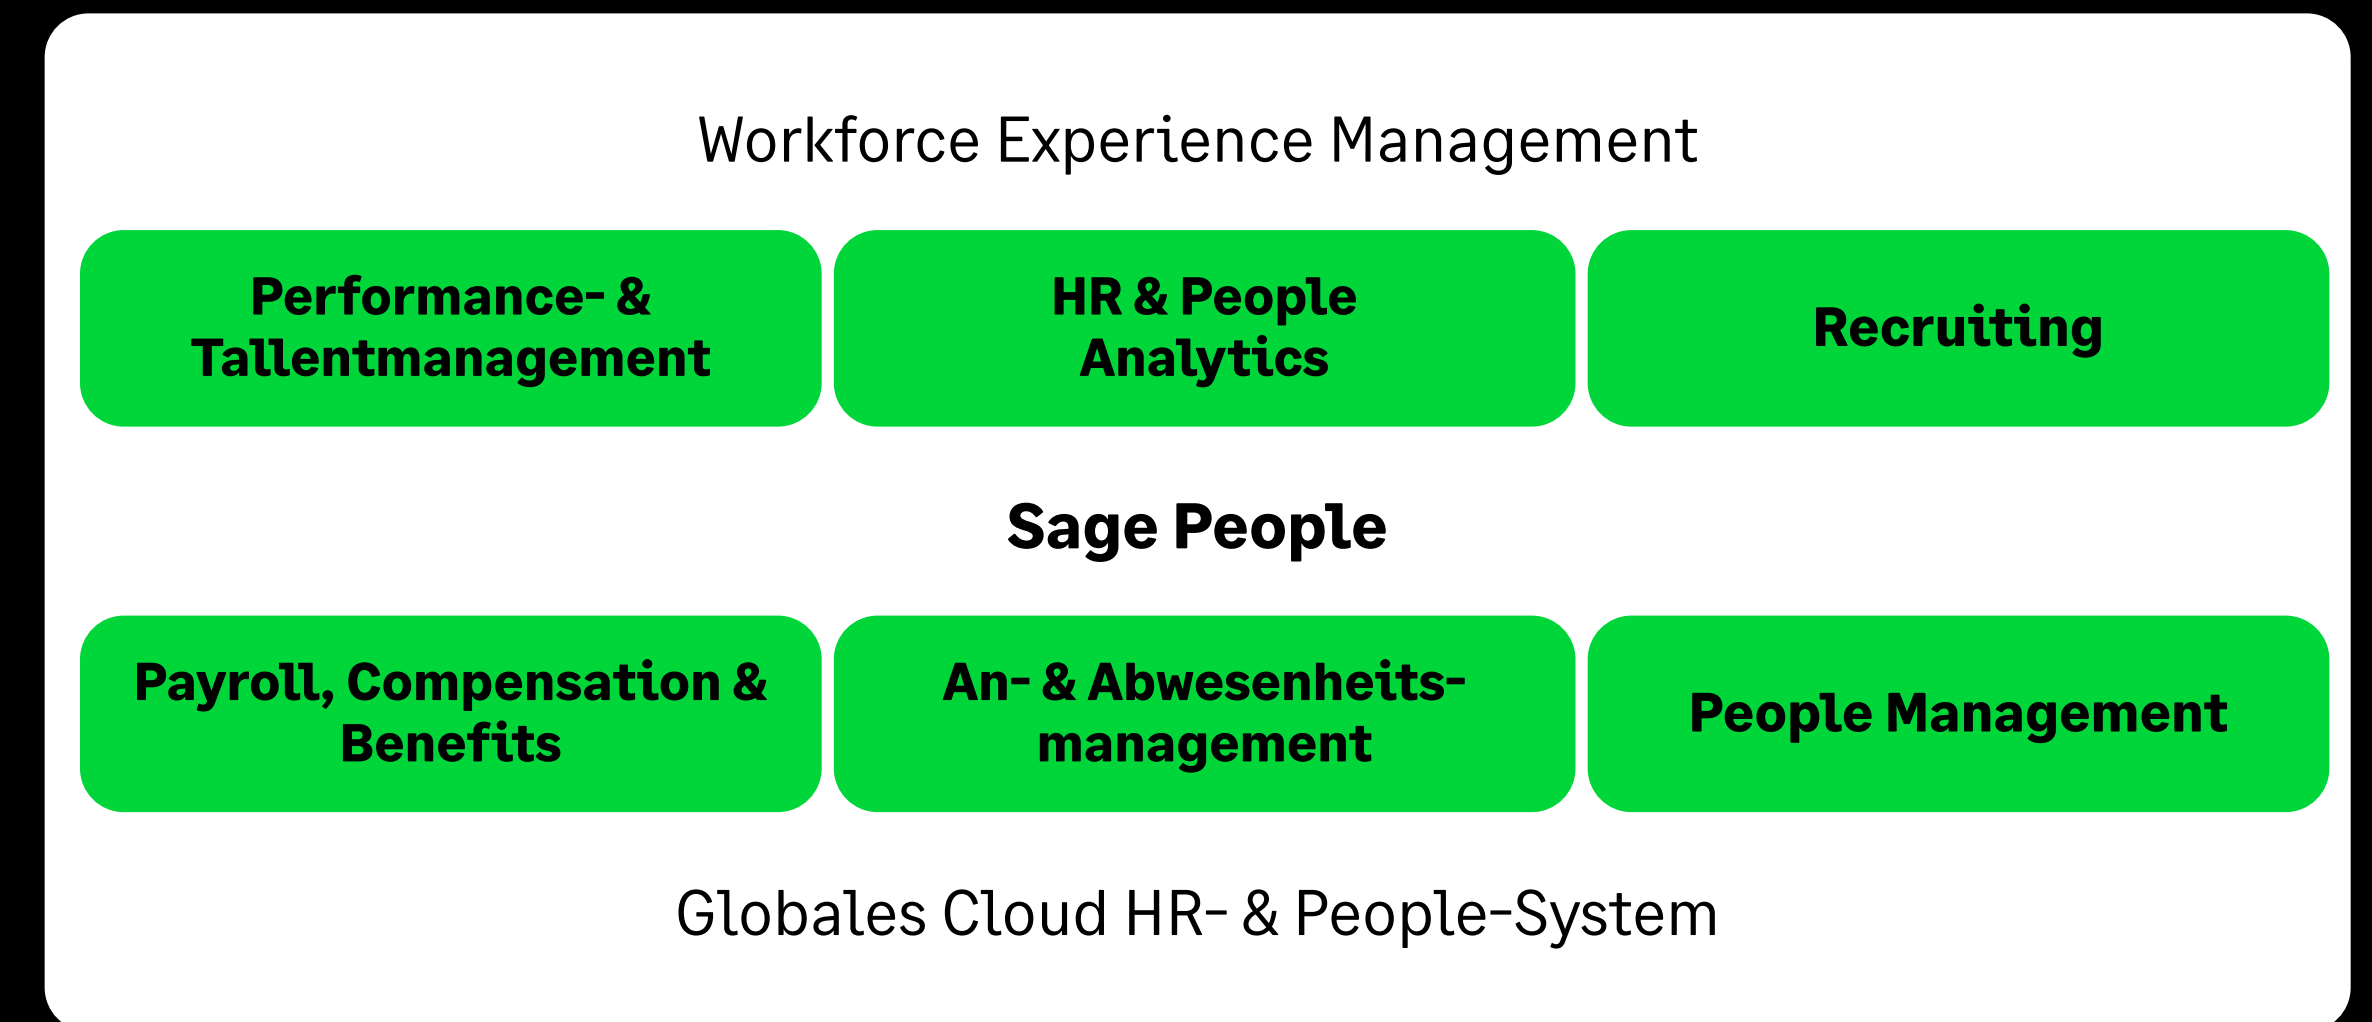 Workforce Experience Management
Performance- &
Tallentmanagement
HR & People
Analytics
Recruiting
Sage People
Payroll, Compensation &
Benefits
An- & Abwesenheits-
management
People Management
Globales Cloud HR- & People-System